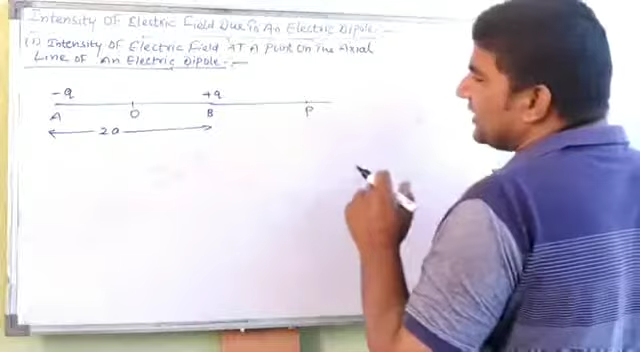 Intensity Of Electric Field Due To An Electric Dipole :-
(i) Intensity Of Electric Field AT A Point On The Axial
Line Of An Electric Dipole :-
-q +q
A O B P
2a